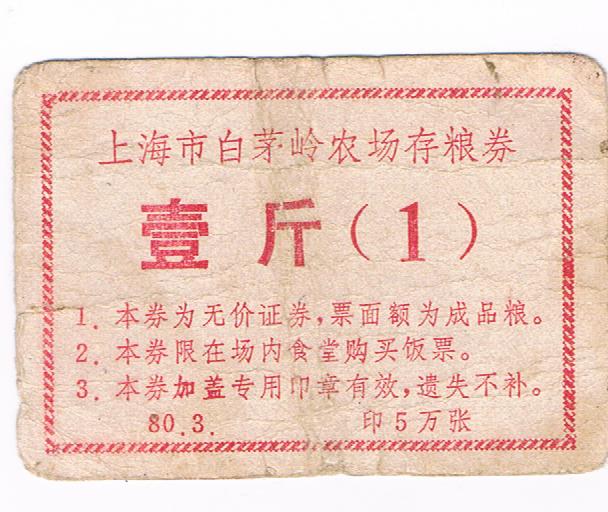 上海市白茅岭农场存粮券
壹斤(1)
1. 本券为无价证券,票面额为成品粮。
2. 本券限在场内食堂购买饭票。
3. 本券加盖专用印章有效,遗失不补。
80.3. 印5万张